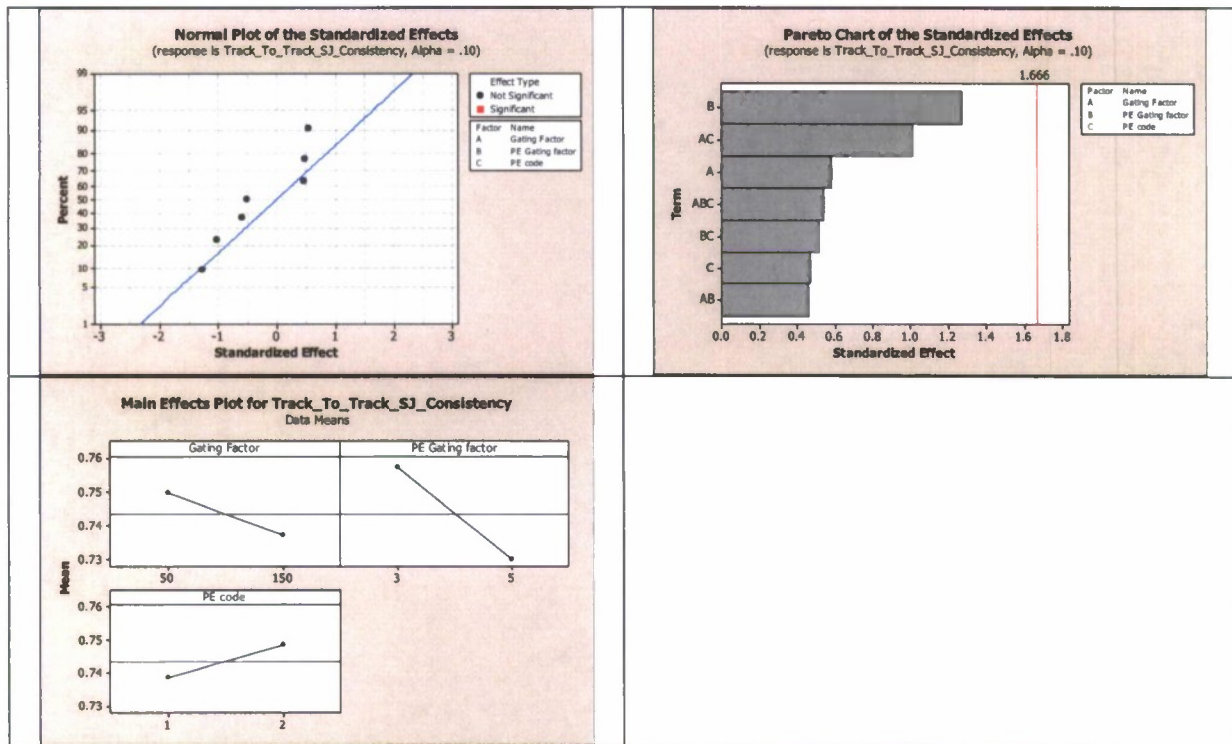 Normal Plot of the Standardized Effects
(response is Track_To_Track_SJ_Consistency, Alpha = .10)
99
95
90
80
70
60
50
40
30
20
10
5
1
Percent
-3 -2 -1 0 1 2 3
Standardized Effect
Effect Type
Not Significant
Significant
Factor Name
A Gating Factor
B PE Gating factor
C PE code
Pareto Chart of the Standardized Effects
(response is Track_To_Track_SJ_Consistency, Alpha = .10)
1.666
Term
B
AC
A
ABC
BC
C
AB
0.0 0.2 0.4 0.6 0.8 1.0 1.2 1.4 1.6 1.8
Standardized Effect
Factor Name
A Gating Factor
B PE Gating factor
C PE code
Main Effects Plot for Track_To_Track_SJ_Consistency
Data Means
Gating Factor PE Gating factor
0.76
0.75
0.74
0.73
50 150 3 5
Mean
PE code
0.76
0.75
0.74
0.73
1 2